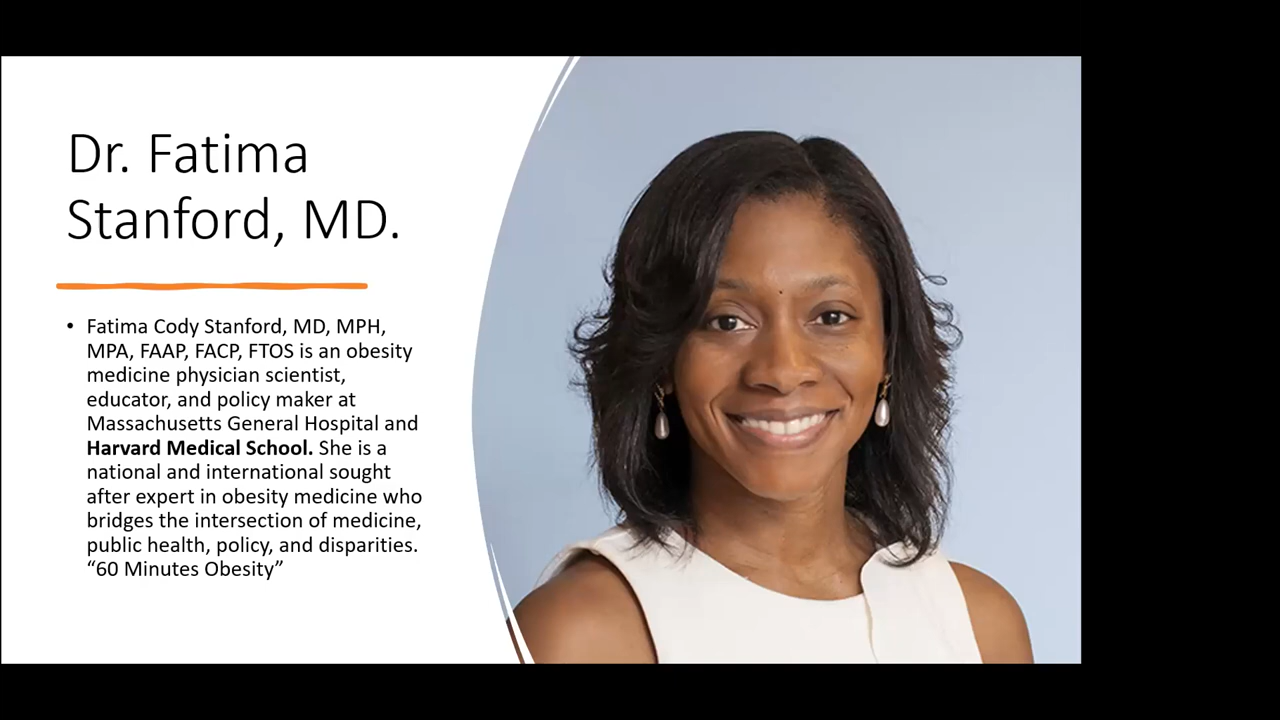 Dr. Fatima
Stanford, MD.
• Fatima Cody Stanford, MD, MPH,
MPA, FAAP, FACP, FTOS is an obesity
medicine physician scientist,
educator, and policy maker at
Massachusetts General Hospital and
Harvard Medical School. She is a
national and international sought
after expert in obesity medicine who
bridges the intersection of medicine,
public health, policy, and disparities.
“60 Minutes Obesity”